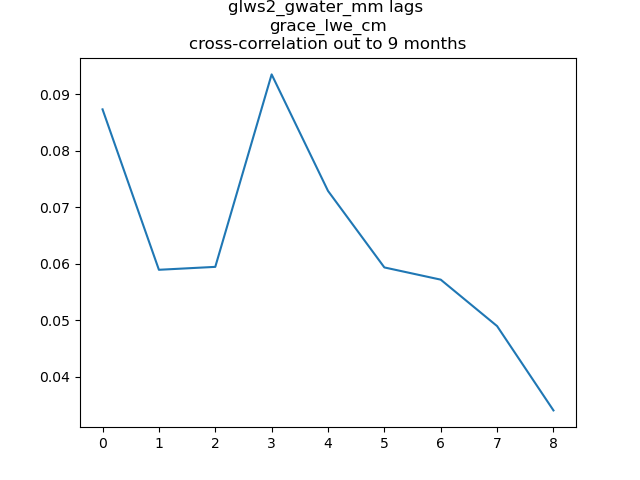 glws2_gwater_mm lags
grace_lwe_cm
cross-correlation out to 9 months
0.09
0.08
0.07
0.06
0.05
0.04
0 1 2 3 4 5 6 7 8